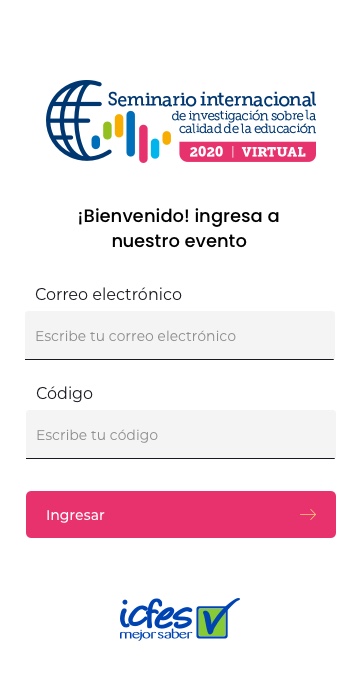 Seminario internacional
de investigación sobre la
calidad de la educación
2020 | VIRTUAL
¡Bienvenido! ingresa a
nuestro evento
Correo electrónico
Escribe tu correo electrónico
Código
Escribe tu código
Ingresar
icfes
mejor saber